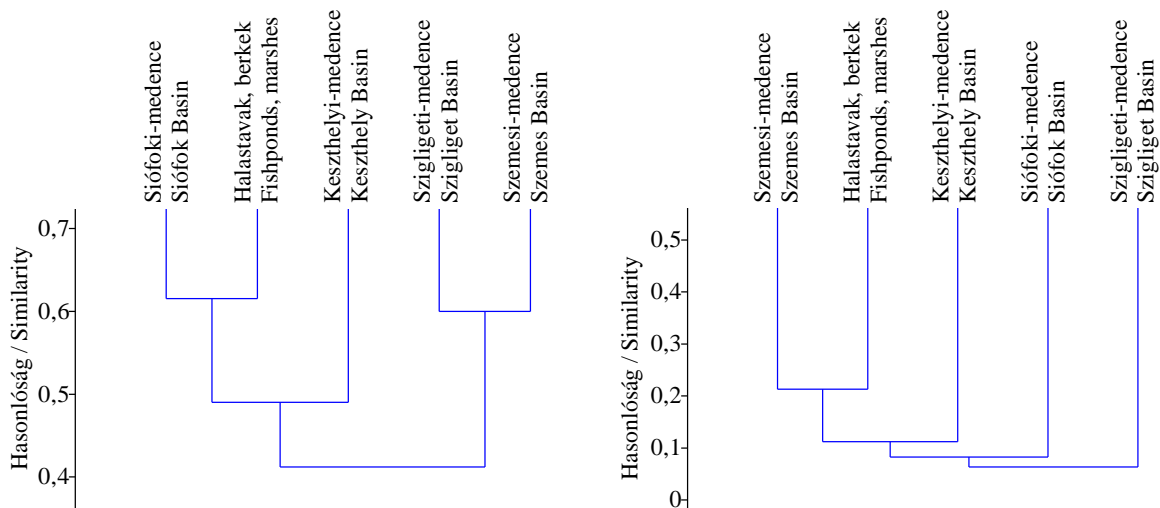 Siófoki-medence
Siófok Basin
Halastavak, berkek
Fishponds, marshes
Keszthelyi-medence
Keszthely Basin
Szigligeti-medence
Szigliget Basin
Szemesi-medence
Szemes Basin
Hasonlóság / Similarity
0,7
0,6
0,5
0,4
Szemesi-medence
Szemes Basin
Halastavak, berkek
Fishponds, marshes
Keszthelyi-medence
Keszthely Basin
Siófoki-medence
Siófok Basin
Szigligeti-medence
Szigliget Basin
Hasonlóság / Similarity
0,5
0,4
0,3
0,2
0,1
0